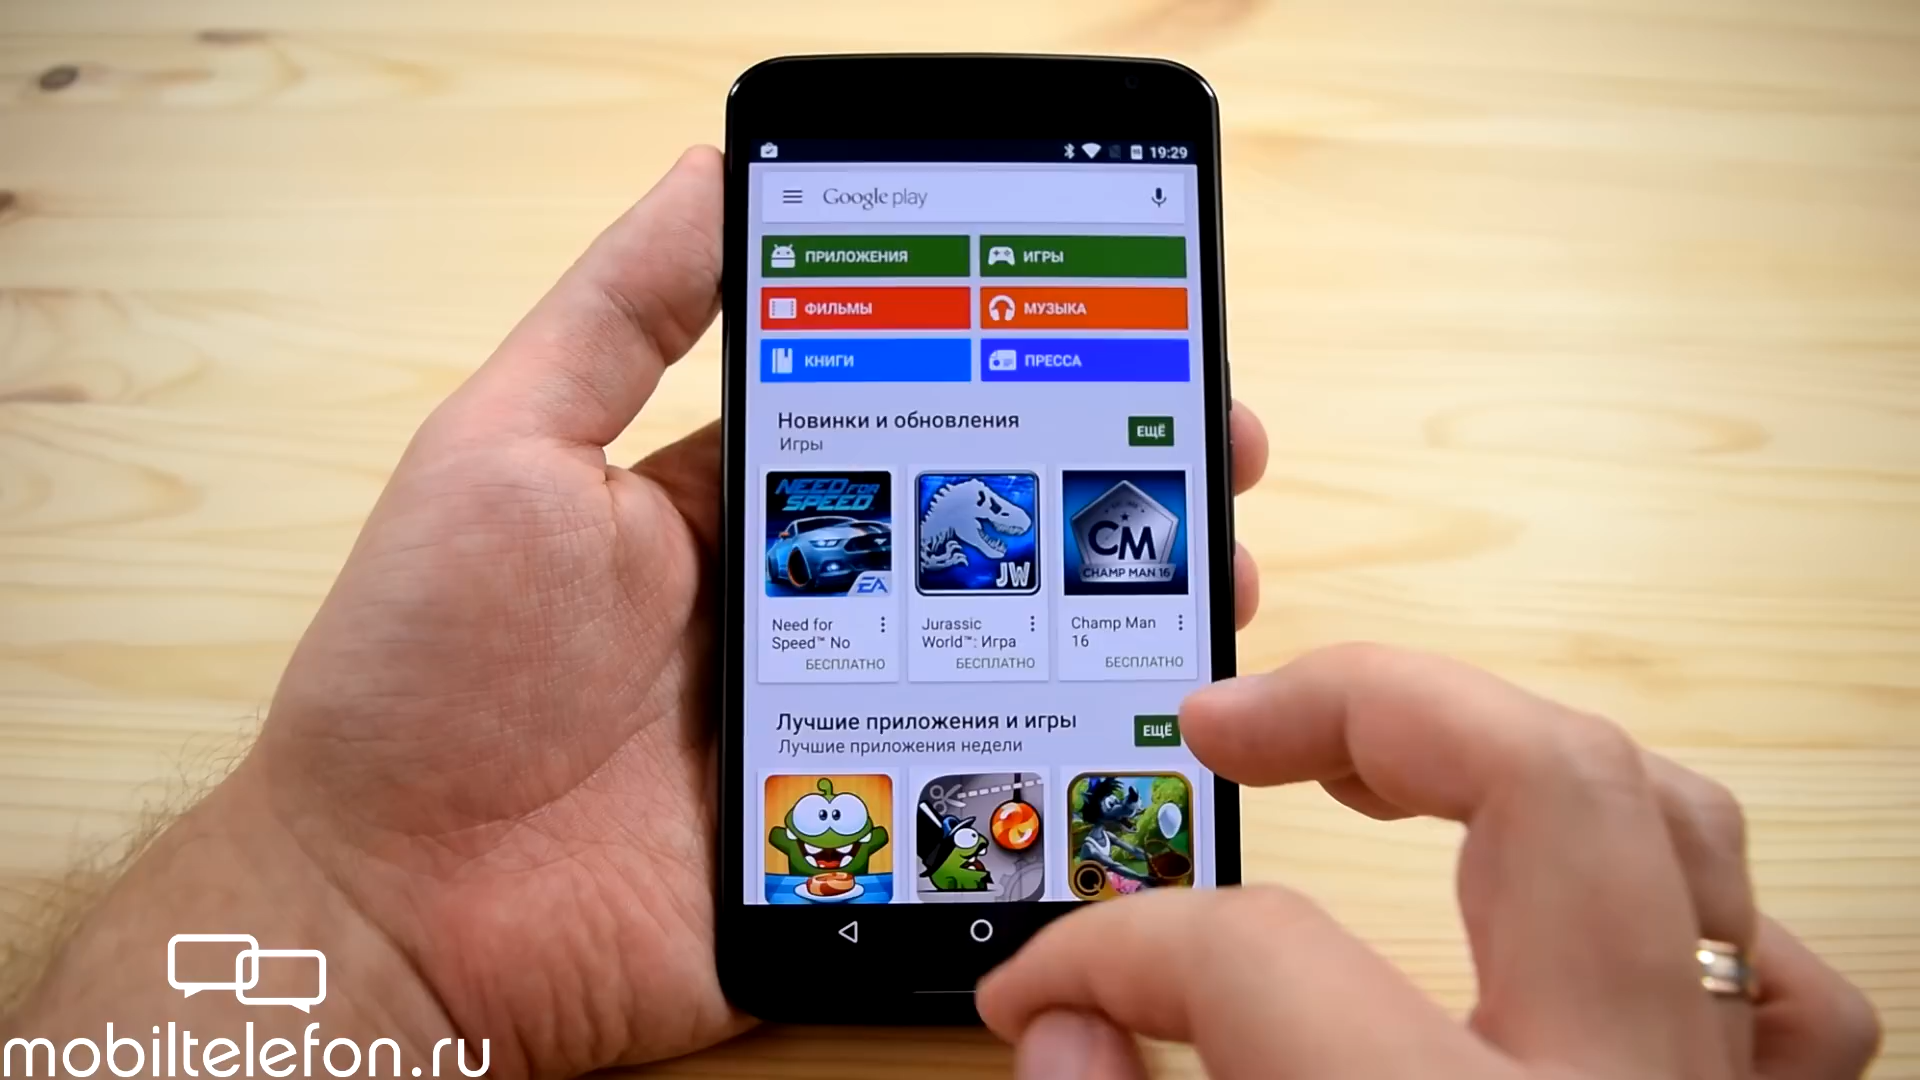 19:29
Google play
ПРИЛОЖЕНИЯ
ИГРЫ
ФИЛЬМЫ
МУЗЫКА
КНИГИ
ПРЕССА
Новинки и обновления
Игры
ЕЩЁ
NEED FOR
SPEED
EA
JW
CM
CHAMP MAN 16
Need for
Speed™ No
БЕСПЛАТНО
Jurassic
World™: Игра
БЕСПЛАТНО
Champ Man
16
БЕСПЛАТНО
Лучшие приложения и игры
Лучшие приложения недели
ЕЩЁ
mobiltelefon.ru